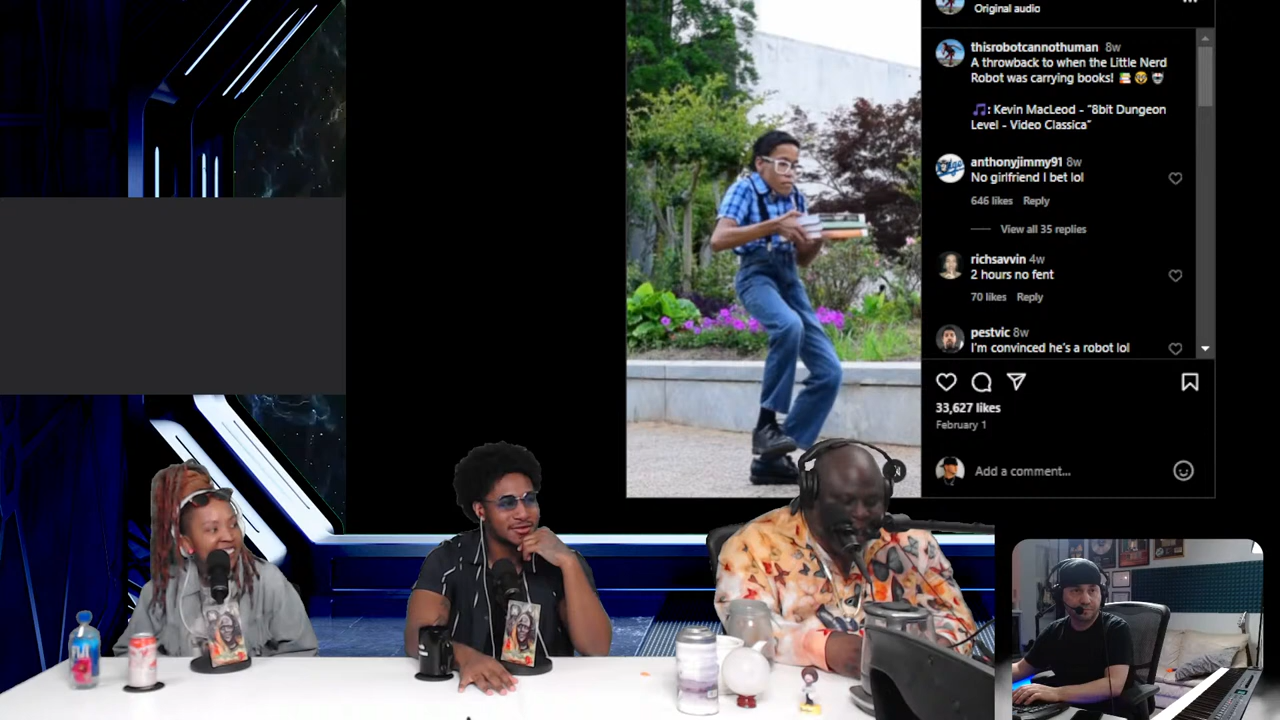 Original audio
thisrobotcannothuman 8w
A throwback to when the Little Nerd
Robot was carrying books!
: Kevin MacLeod - "8bit Dungeon
Level - Video Classica"
anthonyjimmy91 8w
No girlfriend I bet lol
646 likes Reply
View all 35 replies
richsavvin 4w
2 hours no fent
70 likes Reply
pestvic 8w
I'm convinced he's a robot lol
33,627 likes
February 1
Add a comment...